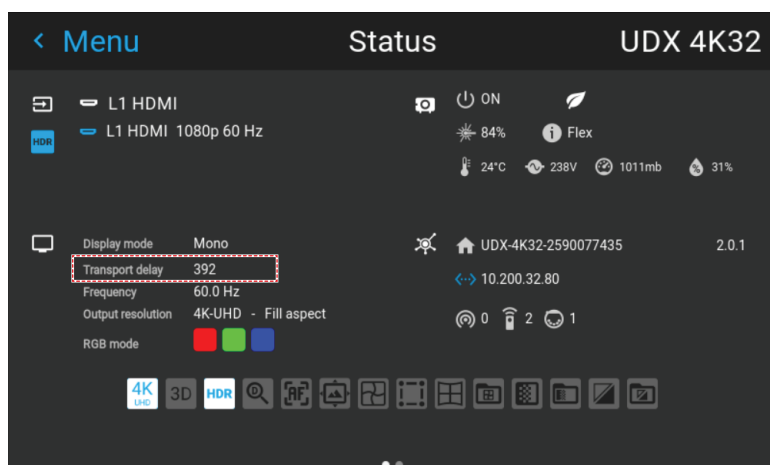 Menu
Status
UDX 4K32
L1 HDMI
HDR
L1 HDMI 1080p 60 Hz
ON
84%
Flex
24°C
238V
1011mb
31%
Display mode Mono
Transport delay 392
Frequency 60.0 Hz
Output resolution 4K-UHD - Fill aspect
RGB mode
UDX-4K32-2590077435
2.0.1
10.200.32.80
0
2
1
4K
UHD
3D
HDR
D
AF